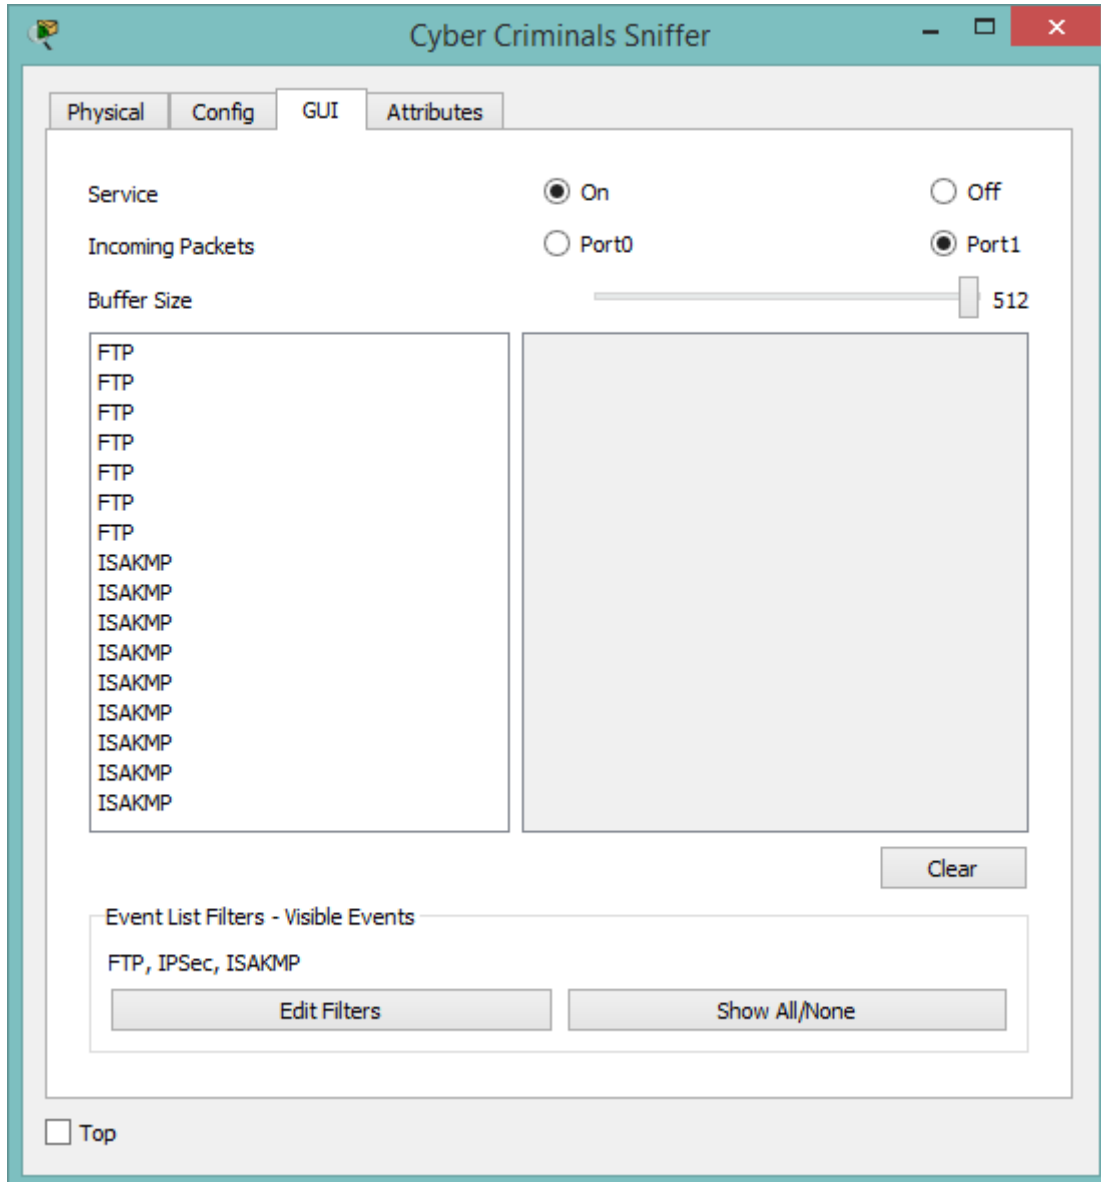 Cyber Criminals Sniffer
Physical Config GUI Attributes
Service On Off
Incoming Packets Port0 Port1
Buffer Size 512
FTP
FTP
FTP
FTP
FTP
FTP
FTP
ISAKMP
ISAKMP
ISAKMP
ISAKMP
ISAKMP
ISAKMP
ISAKMP
ISAKMP
ISAKMP
Clear
Event List Filters - Visible Events
FTP, IPSec, ISAKMP
Edit Filters Show All/None
Top